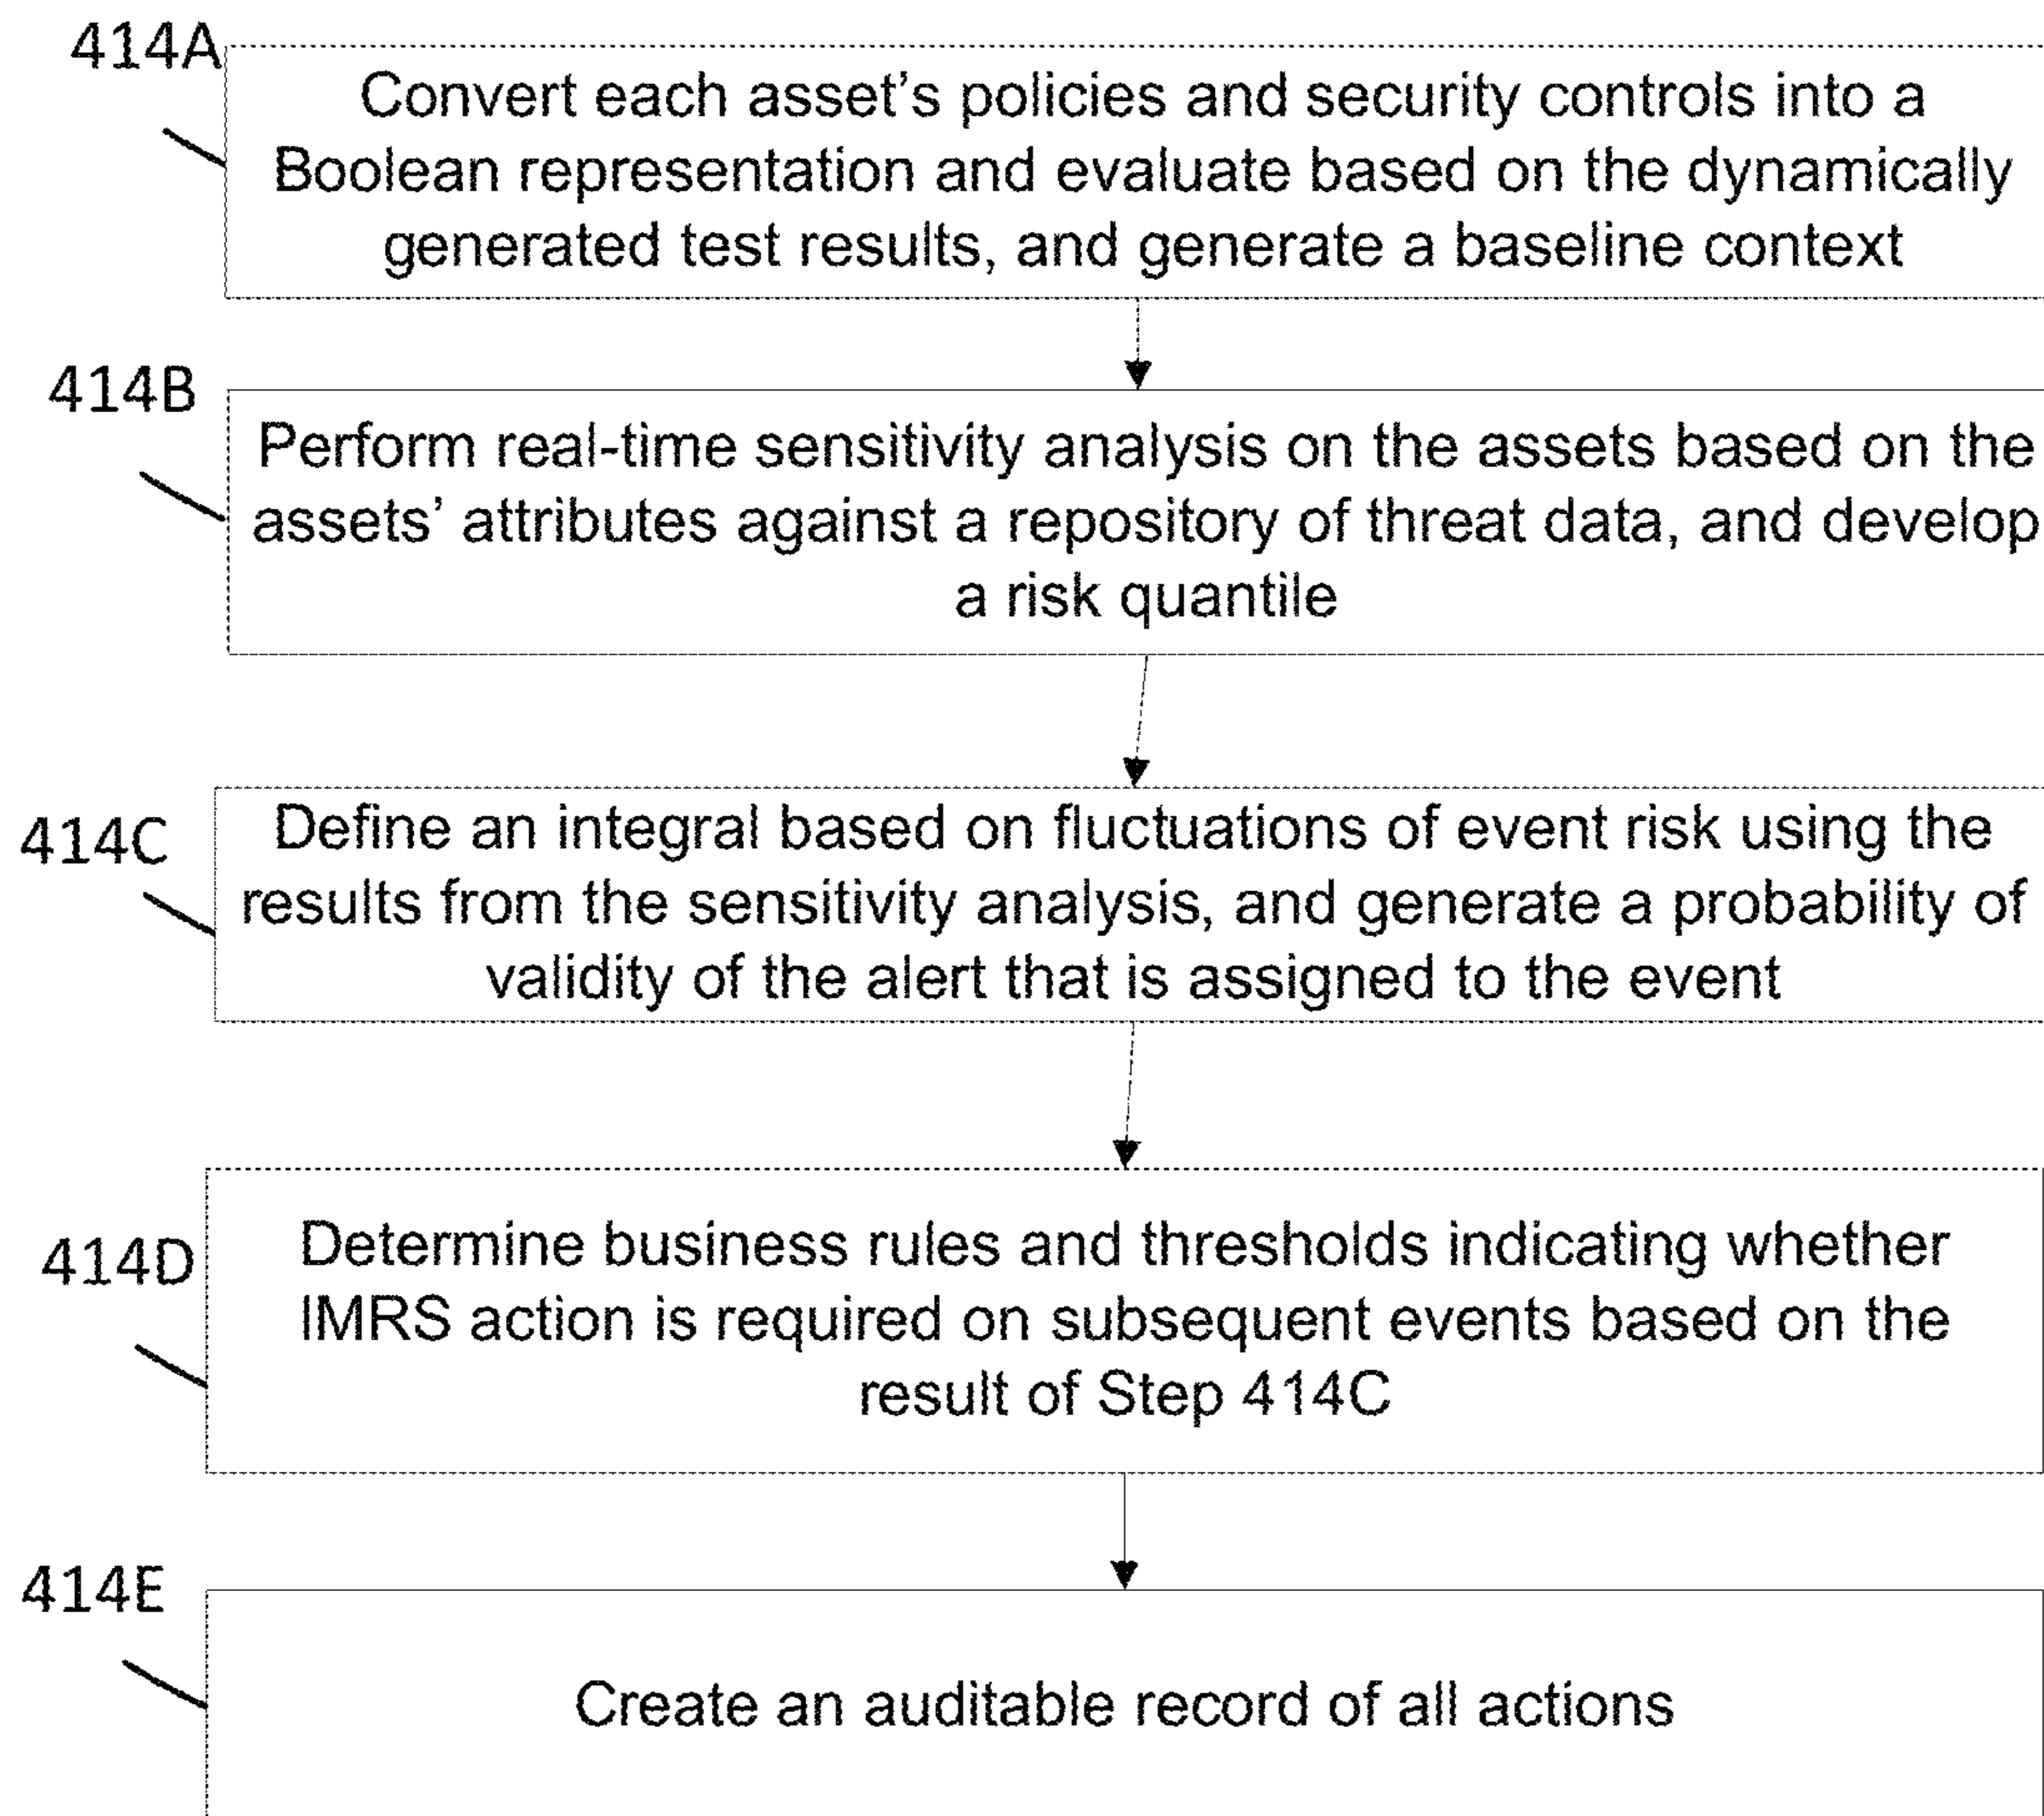 414A
Convert each asset's policies and security controls into a
Boolean representation and evaluate based on the dynamically
generated test results, and generate a baseline context
414B
Perform real-time sensitivity analysis on the assets based on the
assets' attributes against a repository of threat data, and develop
a risk quantile
414C
Define an integral based on fluctuations of event risk using the
results from the sensitivity analysis, and generate a probability of
validity of the alert that is assigned to the event
414D
Determine business rules and thresholds indicating whether
IMRS action is required on subsequent events based on the
result of Step 414C
414E
Create an auditable record of all actions